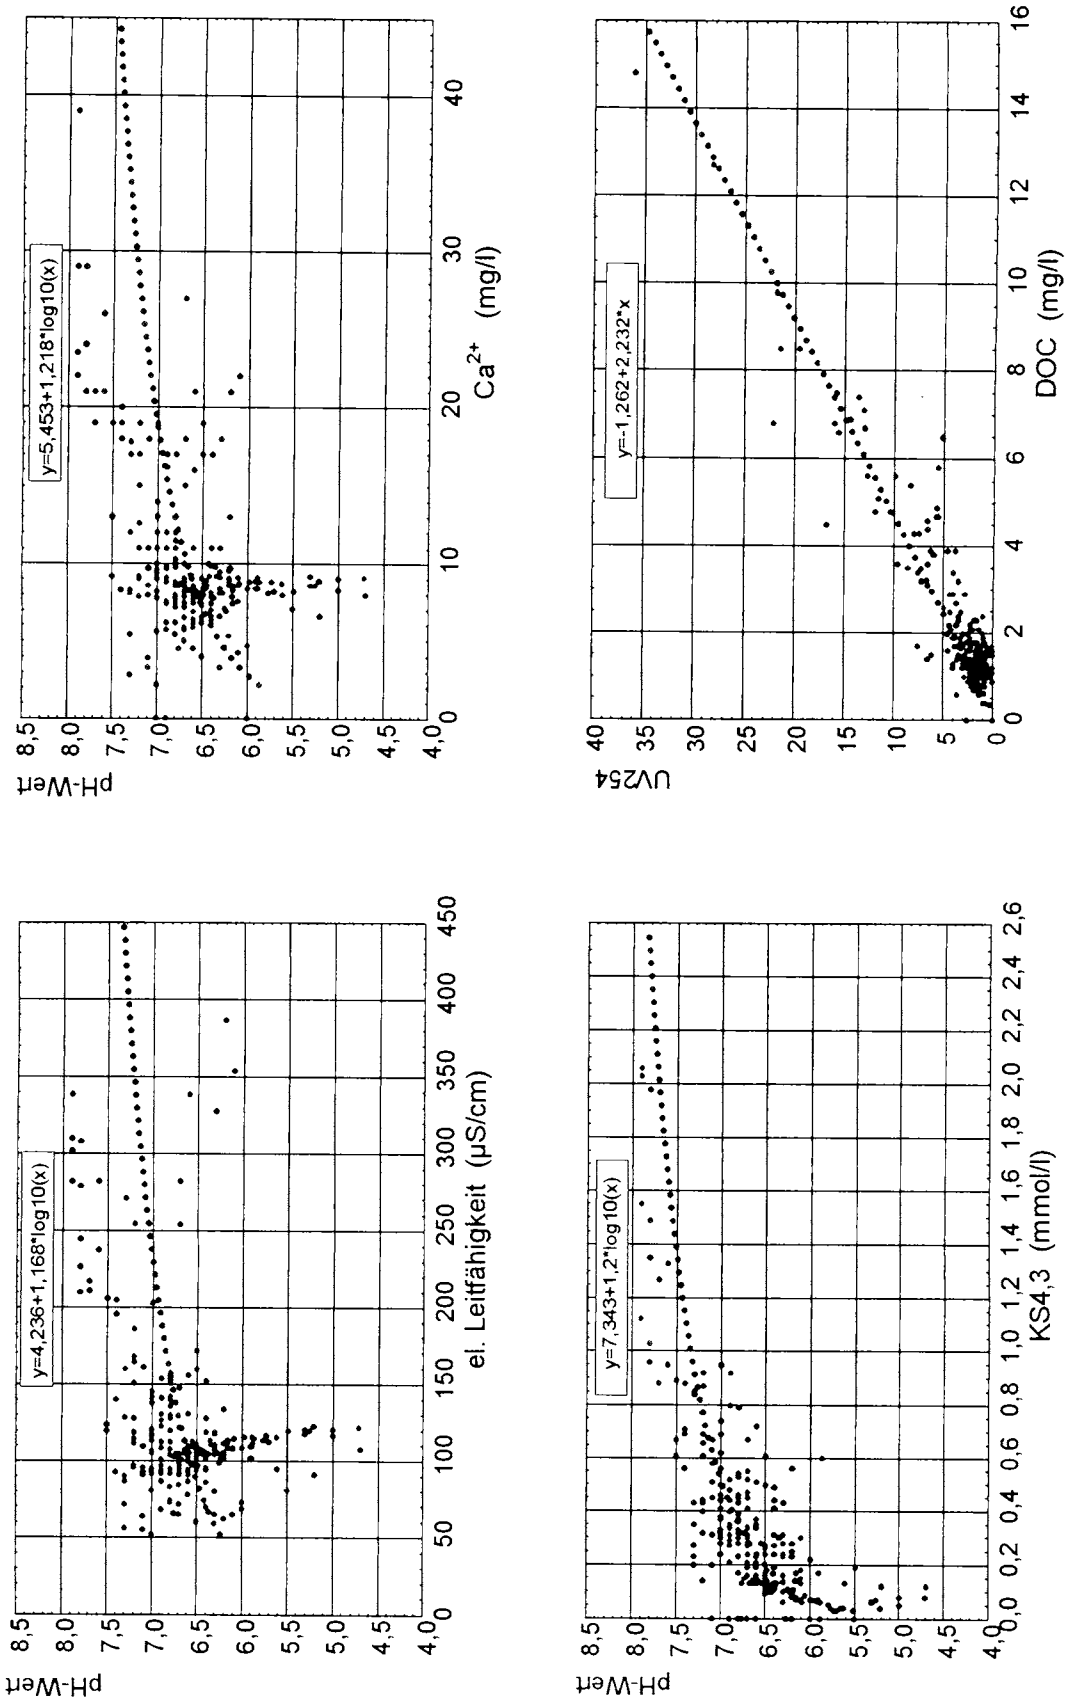 pH-Wert
8,5
8,0
7,5
7,0
6,5
6,0
5,5
5,0
4,5
4,0
y=4,236+1,168*log10(x)
0 50 100 150 200 250 300 350 400 450
el. Leitfähigkeit (µS/cm)
pH-Wert
8,5
8,0
7,5
7,0
6,5
6,0
5,5
5,0
4,5
4,0
y=5,453+1,218*log10(x)
0 10 20 30 40
Ca2+ (mg/l)
pH-Wert
8,5
8,0
7,5
7,0
6,5
6,0
5,5
5,0
4,5
4,0
y=7,343+1,2*log10(x)
0,0 0,2 0,4 0,6 0,8 1,0 1,2 1,4 1,6 1,8 2,0 2,2 2,4 2,6
KS4,3 (mmol/l)
UV254
40
35
30
25
20
15
10
5
0
y=-1,262+2,232*x
0 2 4 6 8 10 12 14 16
DOC (mg/l)